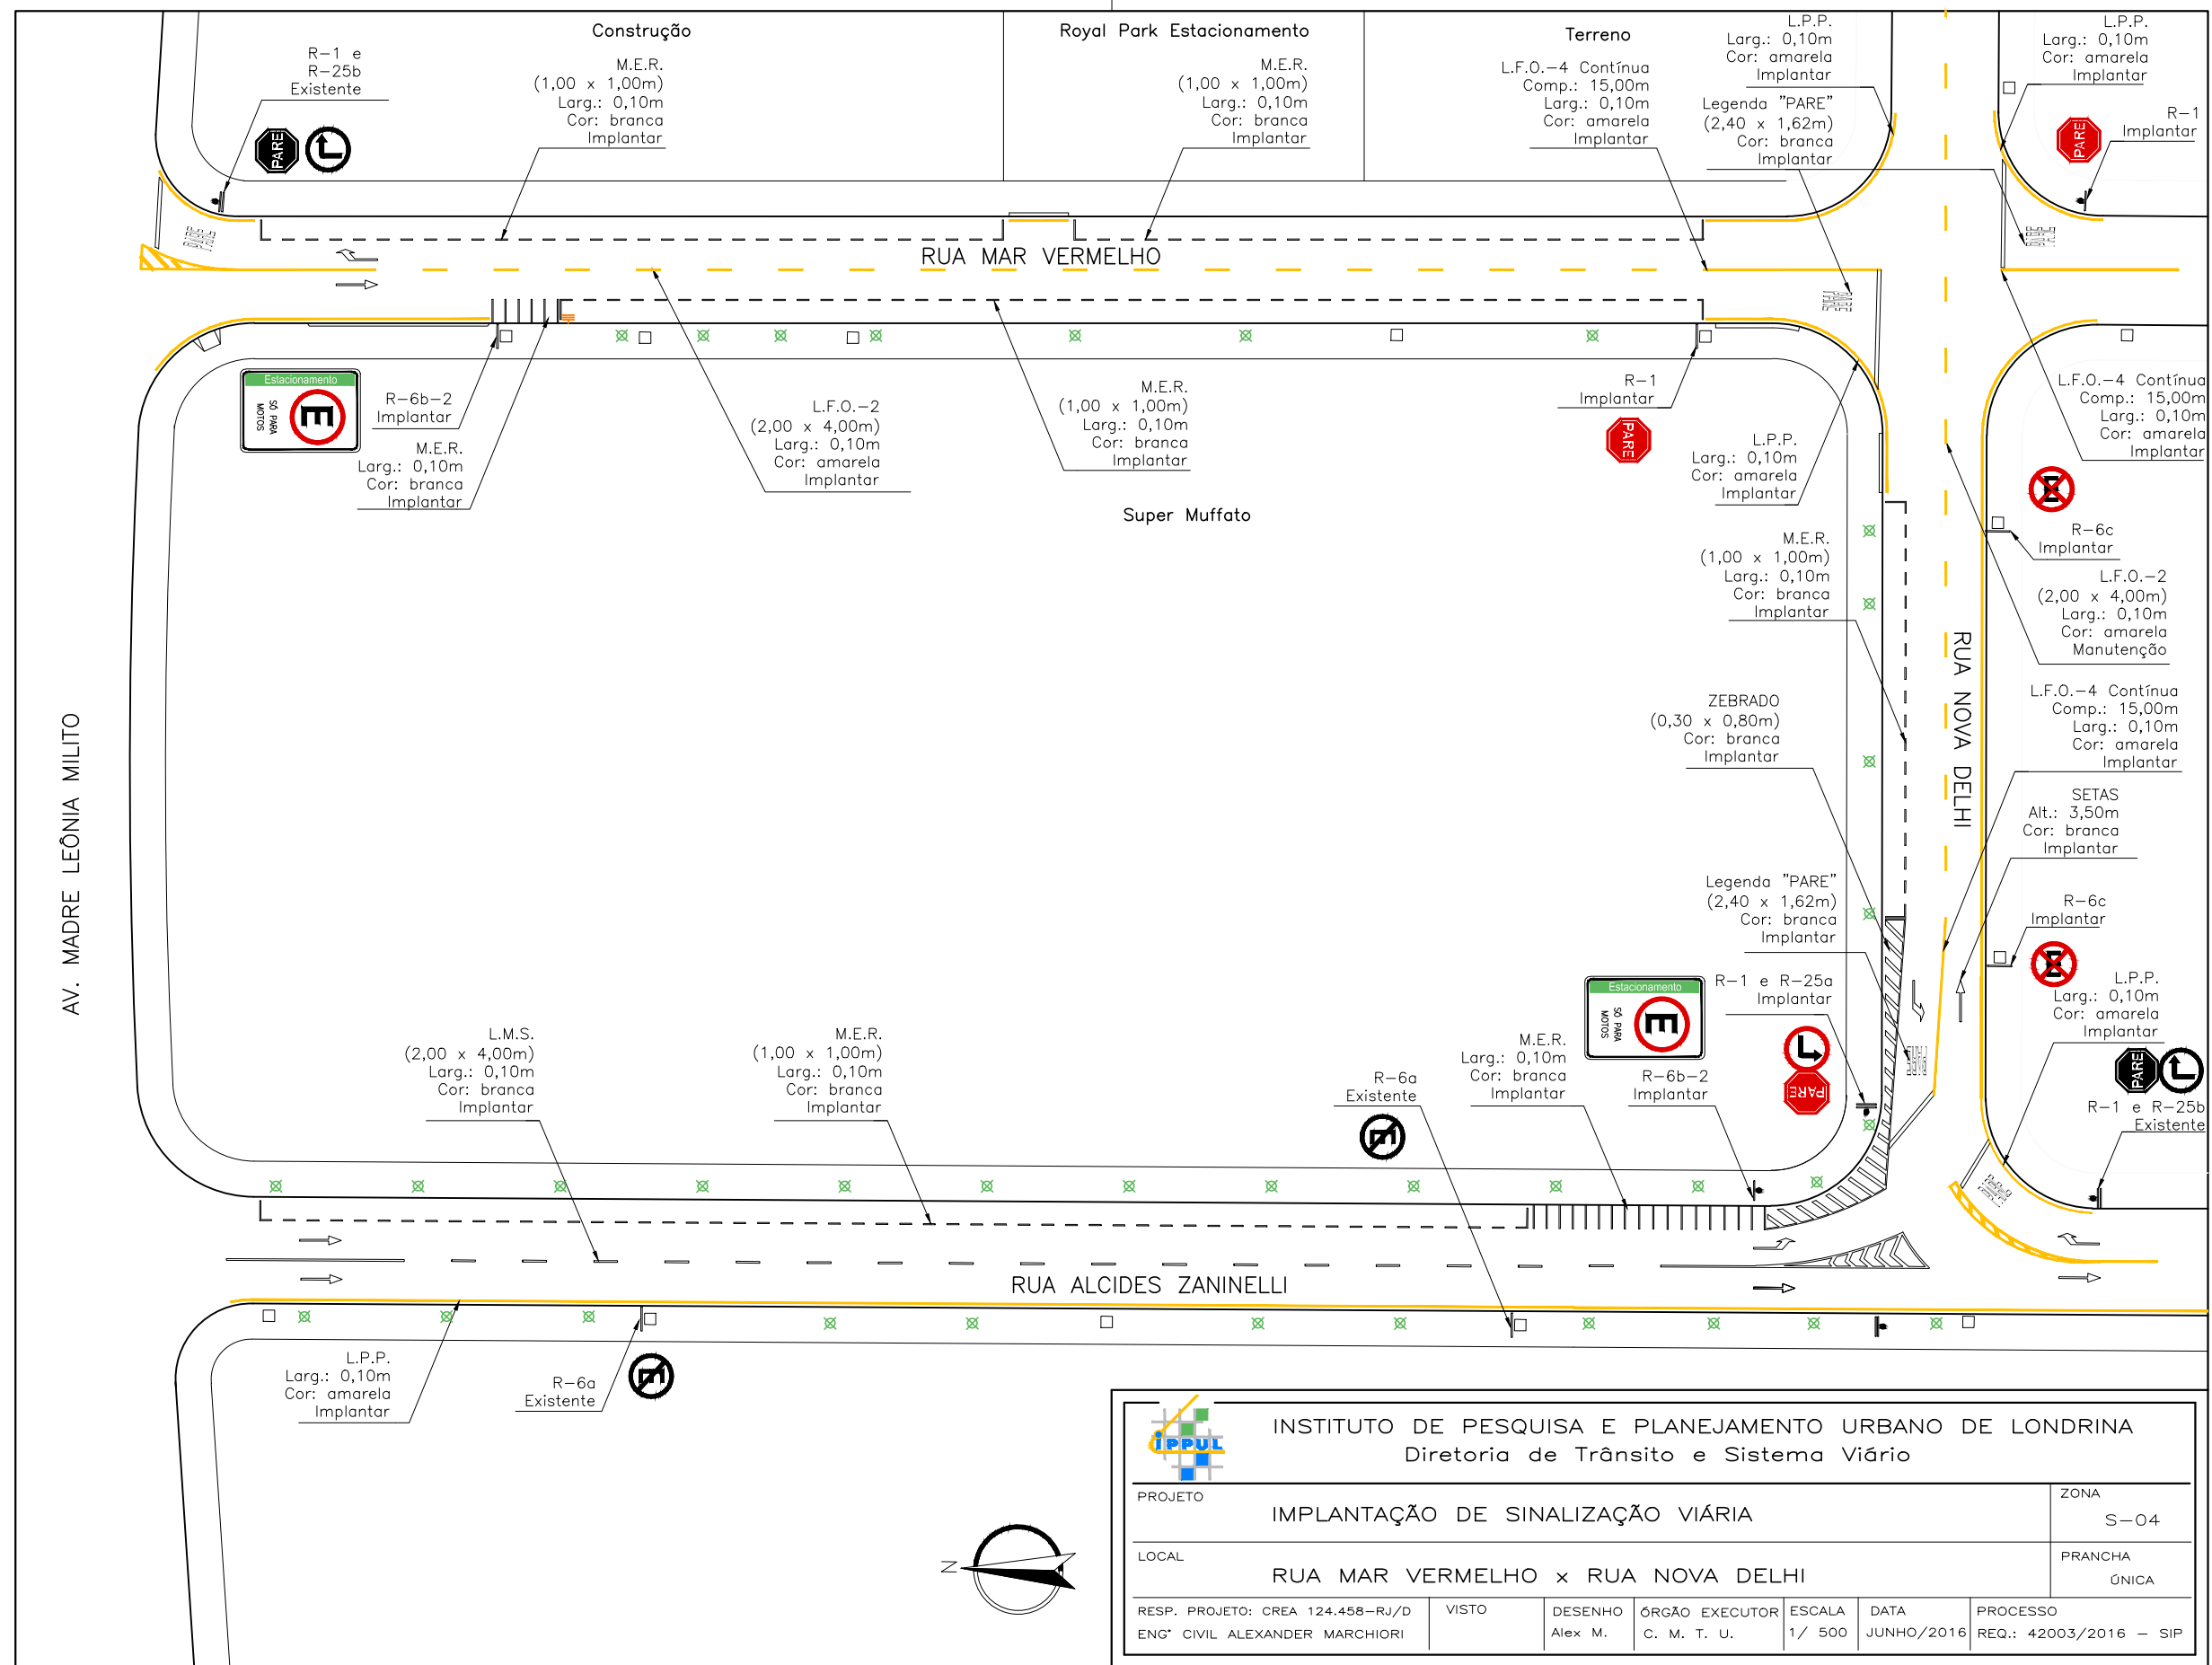 Construção
Royal Park Estacionamento
Terreno
R-1 e
R-25b
Existente
PARE
M.E.R.
(1,00 x 1,00m)
Larg.: 0,10m
Cor: branca
Implantar
M.E.R.
(1,00 x 1,00m)
Larg.: 0,10m
Cor: branca
Implantar
L.F.O.-4 Contínua
Comp.: 15,00m
Larg.: 0,10m
Cor: amarela
Implantar
L.P.P.
Larg.: 0,10m
Cor: amarela
Implantar
Legenda "PARE"
(2,40 x 1,62m)
Cor: branca
Implantar
L.P.P.
Larg.: 0,10m
Cor: amarela
Implantar
R-1
Implantar
PARE
PARE
PARE
RUA MAR VERMELHO
PARE
Estacionamento
E
SÓ PARA
MOTOS
R-6b-2
Implantar
M.E.R.
Larg.: 0,10m
Cor: branca
Implantar
L.F.O.-2
(2,00 x 4,00m)
Larg.: 0,10m
Cor: amarela
Implantar
M.E.R.
(1,00 x 1,00m)
Larg.: 0,10m
Cor: branca
Implantar
R-1
Implantar
PARE
L.P.P.
Larg.: 0,10m
Cor: amarela
Implantar
L.F.O.-4 Contínua
Comp.: 15,00m
Larg.: 0,10m
Cor: amarela
Implantar
Super Muffato
E
R-6c
Implantar
M.E.R.
(1,00 x 1,00m)
Larg.: 0,10m
Cor: branca
Implantar
L.F.O.-2
(2,00 x 4,00m)
Larg.: 0,10m
Cor: amarela
Manutenção
RUA NOVA DELHI
ZEBRADO
(0,30 x 0,80m)
Cor: branca
Implantar
L.F.O.-4 Contínua
Comp.: 15,00m
Larg.: 0,10m
Cor: amarela
Implantar
SETAS
Alt.: 3,50m
Cor: branca
Implantar
AV. MADRE LEÔNIA MILITO
Legenda "PARE"
(2,40 x 1,62m)
Cor: branca
Implantar
R-6c
Implantar
E
R-1 e R-25a
Implantar
PARE
L.P.P.
Larg.: 0,10m
Cor: amarela
Implantar
PARE
R-1 e R-25b
Existente
PARE
PARE
Estacionamento
E
SÓ PARA
MOTOS
L.M.S.
(2,00 x 4,00m)
Larg.: 0,10m
Cor: branca
Implantar
M.E.R.
(1,00 x 1,00m)
Larg.: 0,10m
Cor: branca
Implantar
R-6a
Existente
E
M.E.R.
Larg.: 0,10m
Cor: branca
Implantar
R-6b-2
Implantar
RUA ALCIDES ZANINELLI
L.P.P.
Larg.: 0,10m
Cor: amarela
Implantar
R-6a
Existente
E
N
IPPUL
INSTITUTO DE PESQUISA E PLANEJAMENTO URBANO DE LONDRINA
Diretoria de Trânsito e Sistema Viário
PROJETO
IMPLANTAÇÃO DE SINALIZAÇÃO VIÁRIA
ZONA
S-04
LOCAL
RUA MAR VERMELHO x RUA NOVA DELHI
PRANCHA
ÚNICA
RESP. PROJETO: CREA 124.458-RJ/D
ENG° CIVIL ALEXANDER MARCHIORI
VISTO
DESENHO
Alex M.
ÓRGÃO EXECUTOR
C. M. T. U.
ESCALA
1/ 500
DATA
JUNHO/2016
PROCESSO
REQ.: 42003/2016 - SIP